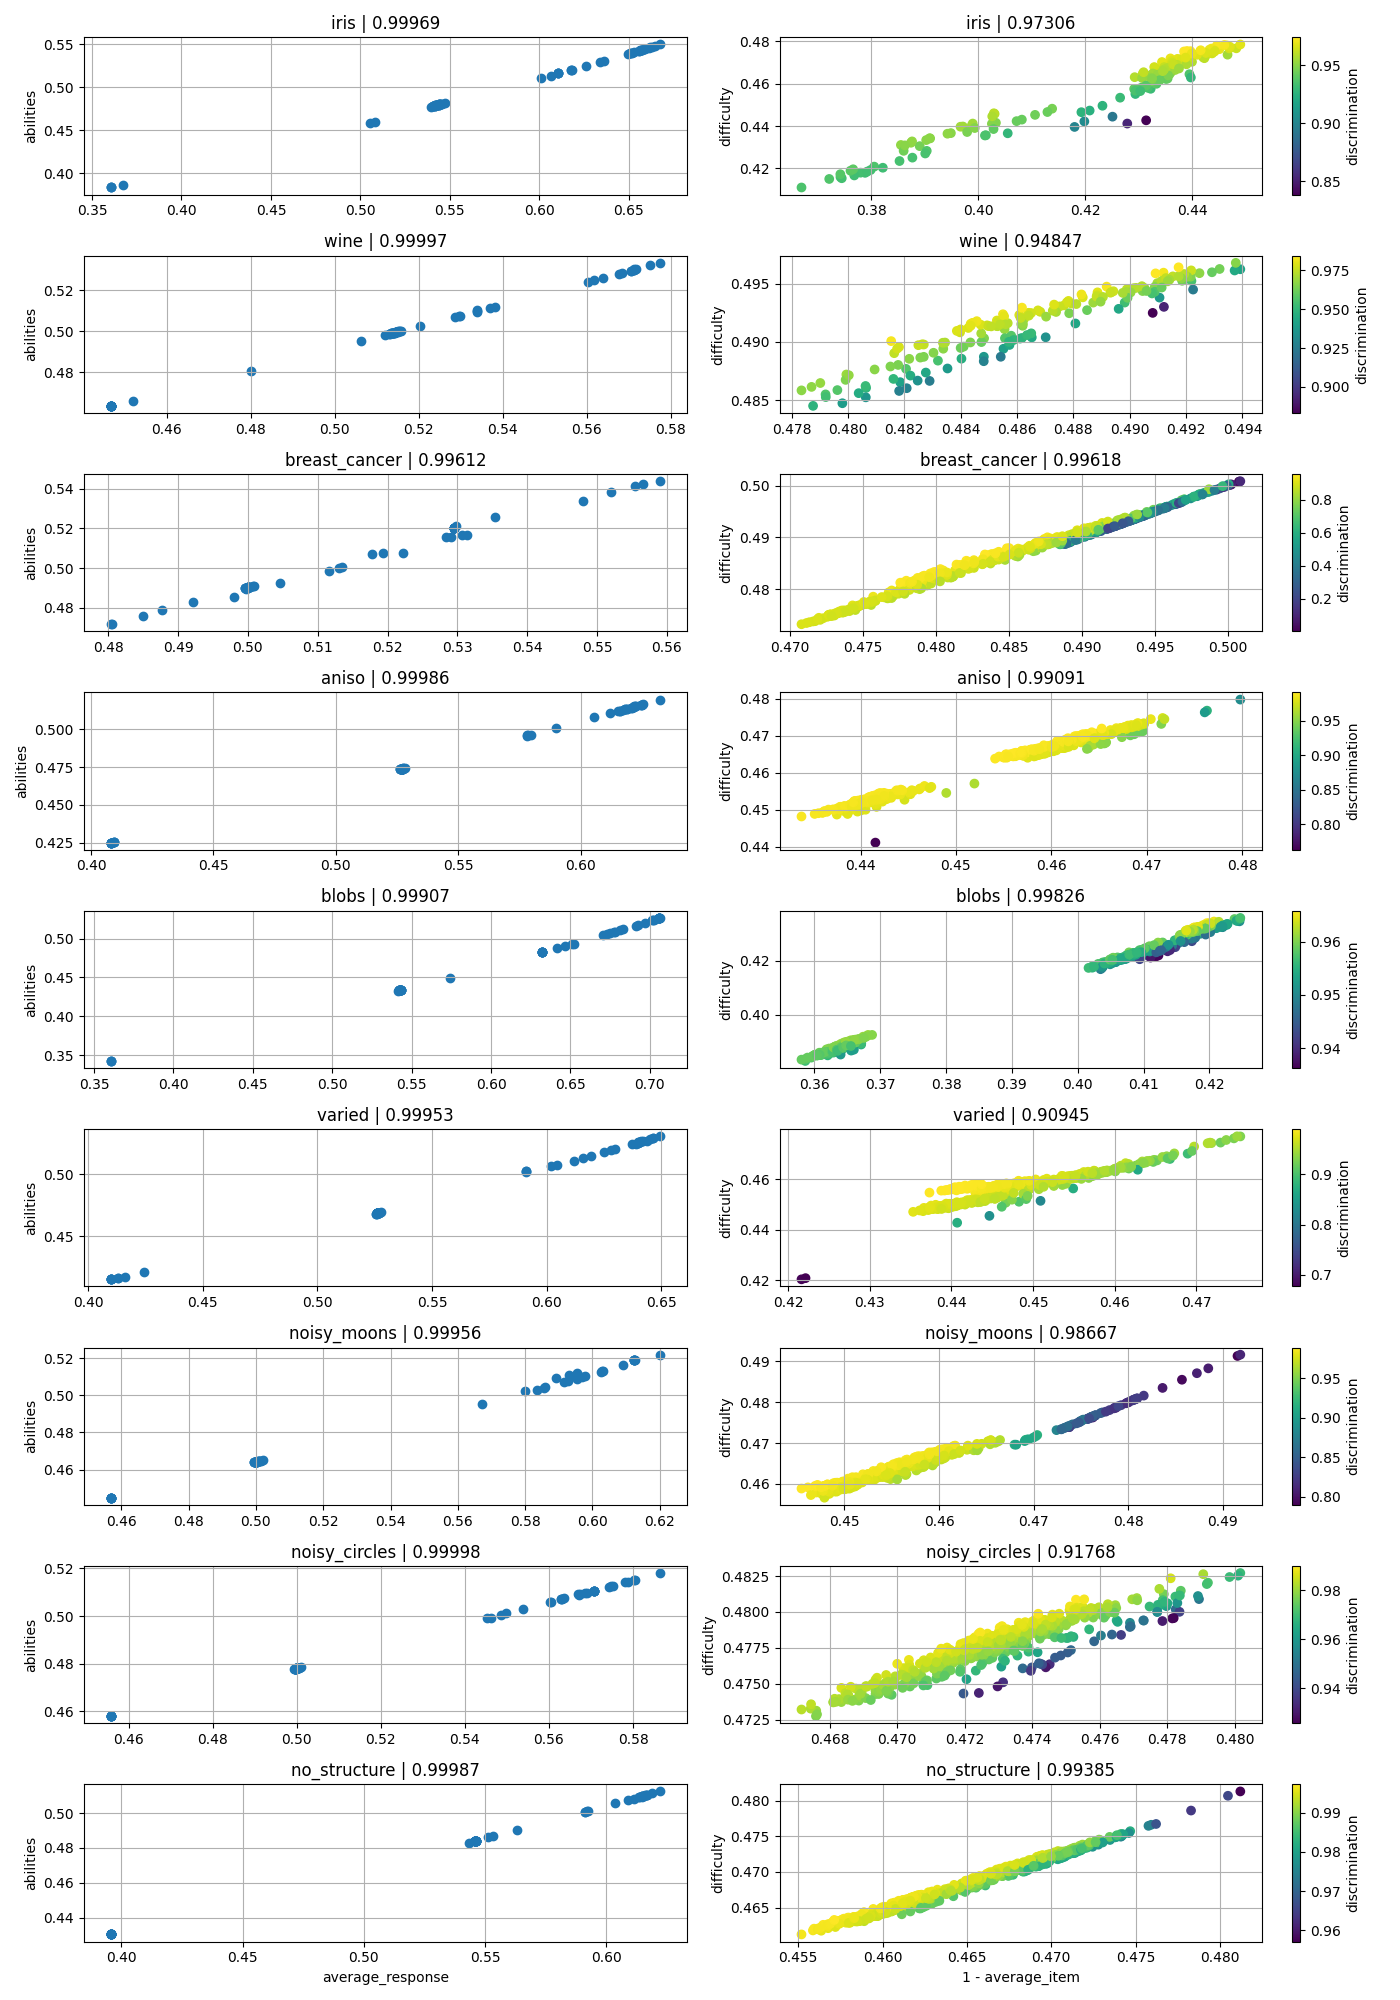 iris | 0.99969
abilities
0.55
0.50
0.45
0.40
0.35 0.40 0.45 0.50 0.55 0.60 0.65
iris | 0.97306
difficulty
0.48
0.46
0.44
0.42
0.38 0.40 0.42 0.44
0.95
0.90
0.85
discrimination
wine | 0.99997
abilities
0.52
0.50
0.48
0.46 0.48 0.50 0.52 0.54 0.56 0.58
wine | 0.94847
difficulty
0.495
0.490
0.485
0.478 0.480 0.482 0.484 0.486 0.488 0.490 0.492 0.494
0.975
0.950
0.925
0.900
discrimination
breast_cancer | 0.99612
abilities
0.54
0.52
0.50
0.48
0.48 0.49 0.50 0.51 0.52 0.53 0.54 0.55 0.56
breast_cancer | 0.99618
difficulty
0.50
0.49
0.48
0.470 0.475 0.480 0.485 0.490 0.495 0.500
0.8
0.6
0.4
0.2
discrimination
aniso | 0.99986
abilities
0.500
0.475
0.450
0.425
0.40 0.45 0.50 0.55 0.60
aniso | 0.99091
difficulty
0.48
0.47
0.46
0.45
0.44
0.44 0.45 0.46 0.47 0.48
0.95
0.90
0.85
0.80
discrimination
blobs | 0.99907
abilities
0.50
0.45
0.40
0.35
0.35 0.40 0.45 0.50 0.55 0.60 0.65 0.70
blobs | 0.99826
difficulty
0.42
0.40
0.36 0.37 0.38 0.39 0.40 0.41 0.42
0.96
0.95
0.94
discrimination
varied | 0.99953
abilities
0.50
0.45
0.40 0.45 0.50 0.55 0.60 0.65
varied | 0.90945
difficulty
0.46
0.44
0.42
0.42 0.43 0.44 0.45 0.46 0.47
0.9
0.8
0.7
discrimination
noisy_moons | 0.99956
abilities
0.52
0.50
0.48
0.46
0.46 0.48 0.50 0.52 0.54 0.56 0.58 0.60 0.62
noisy_moons | 0.98667
difficulty
0.49
0.48
0.47
0.46
0.45 0.46 0.47 0.48 0.49
0.95
0.90
0.85
0.80
discrimination
noisy_circles | 0.99998
abilities
0.52
0.50
0.48
0.46
0.46 0.48 0.50 0.52 0.54 0.56 0.58
noisy_circles | 0.91768
difficulty
0.4825
0.4800
0.4775
0.4750
0.4725
0.468 0.470 0.472 0.474 0.476 0.478 0.480
0.98
0.96
0.94
discrimination
no_structure | 0.99987
abilities
0.50
0.48
0.46
0.44
0.40 0.45 0.50 0.55 0.60
average_response
no_structure | 0.99385
difficulty
0.480
0.475
0.470
0.465
0.455 0.460 0.465 0.470 0.475 0.480
1 - average_item
0.99
0.98
0.97
0.96
discrimination